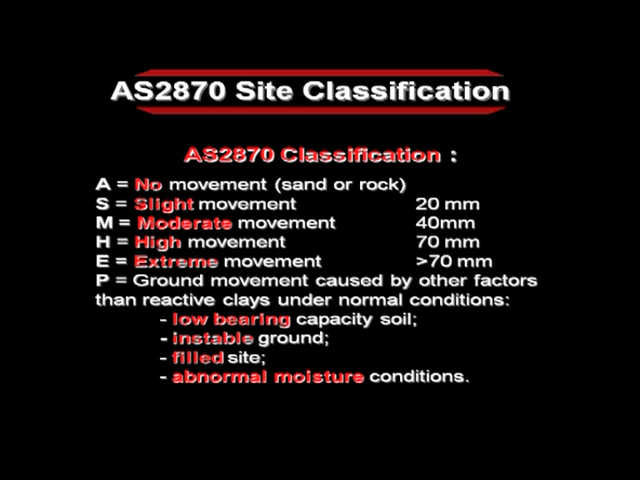 AS2870 Site Classification
AS2870 Classification :
A = No movement (sand or rock)
S = Slight movement 20 mm
M = Moderate movement 40mm
H = High movement 70 mm
E = Extreme movement >70 mm
P = Ground movement caused by other factors
than reactive clays under normal conditions:
- low bearing capacity soil;
- instable ground;
- filled site;
- abnormal moisture conditions.